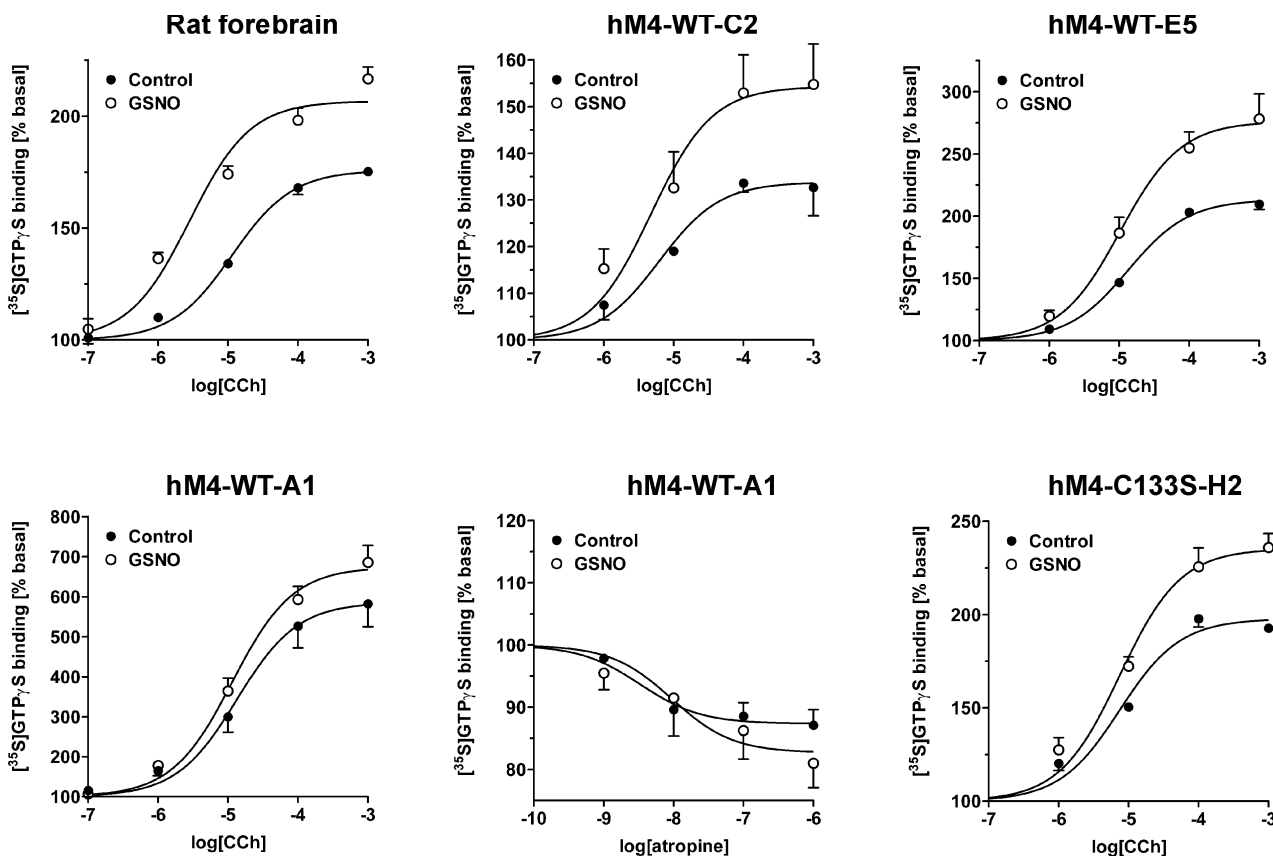 Rat forebrain
[³⁵S]GTPγS binding [% basal]
Control
GSNO
200
150
100
-7 -6 -5 -4 -3
log[CCh]
hM4-WT-C2
[³⁵S]GTPγS binding [% basal]
Control
GSNO
160
150
140
130
120
110
100
-7 -6 -5 -4 -3
log[CCh]
hM4-WT-E5
[³⁵S]GTPγS binding [% basal]
Control
GSNO
300
250
200
150
100
-7 -6 -5 -4 -3
log[CCh]
hM4-WT-A1
[³⁵S]GTPγS binding [% basal]
Control
GSNO
800
700
600
500
400
300
200
100
-7 -6 -5 -4 -3
log[CCh]
hM4-WT-A1
[³⁵S]GTPγS binding [% basal]
Control
GSNO
120
110
100
90
80
-10 -9 -8 -7 -6
log[atropine]
hM4-C133S-H2
[³⁵S]GTPγS binding [% basal]
Control
GSNO
250
200
150
100
-7 -6 -5 -4 -3
log[CCh]